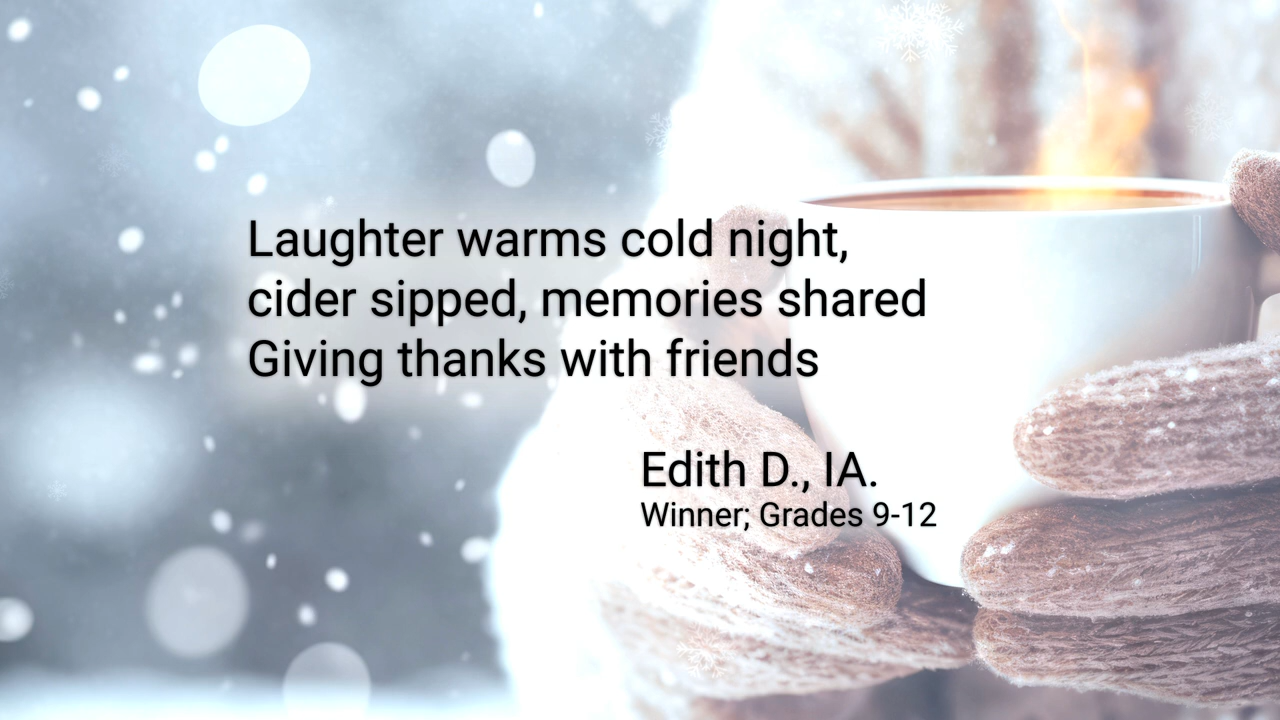 Laughter warms cold night,
cider sipped, memories shared
Giving thanks with friends
Edith D., IA.
Winner; Grades 9-12